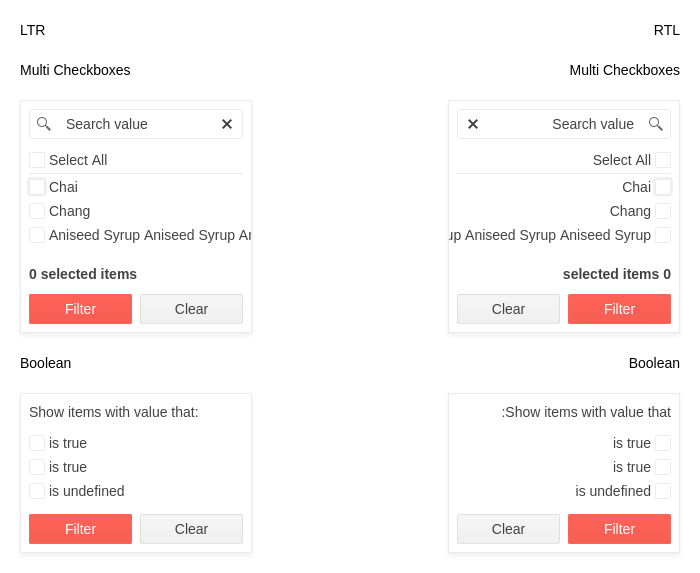 LTR
RTL
Multi Checkboxes
Multi Checkboxes
Search value
Select All
Chai
Chang
Aniseed Syrup Aniseed Syrup
0 selected items
Filter Clear
Search value
Select All
Chai
Chang
Aniseed Syrup Aniseed Syrup
selected items 0
Clear Filter
Boolean
Boolean
Show items with value that:
is true
is true
is undefined
Filter Clear
:Show items with value that
is true
is true
is undefined
Clear Filter